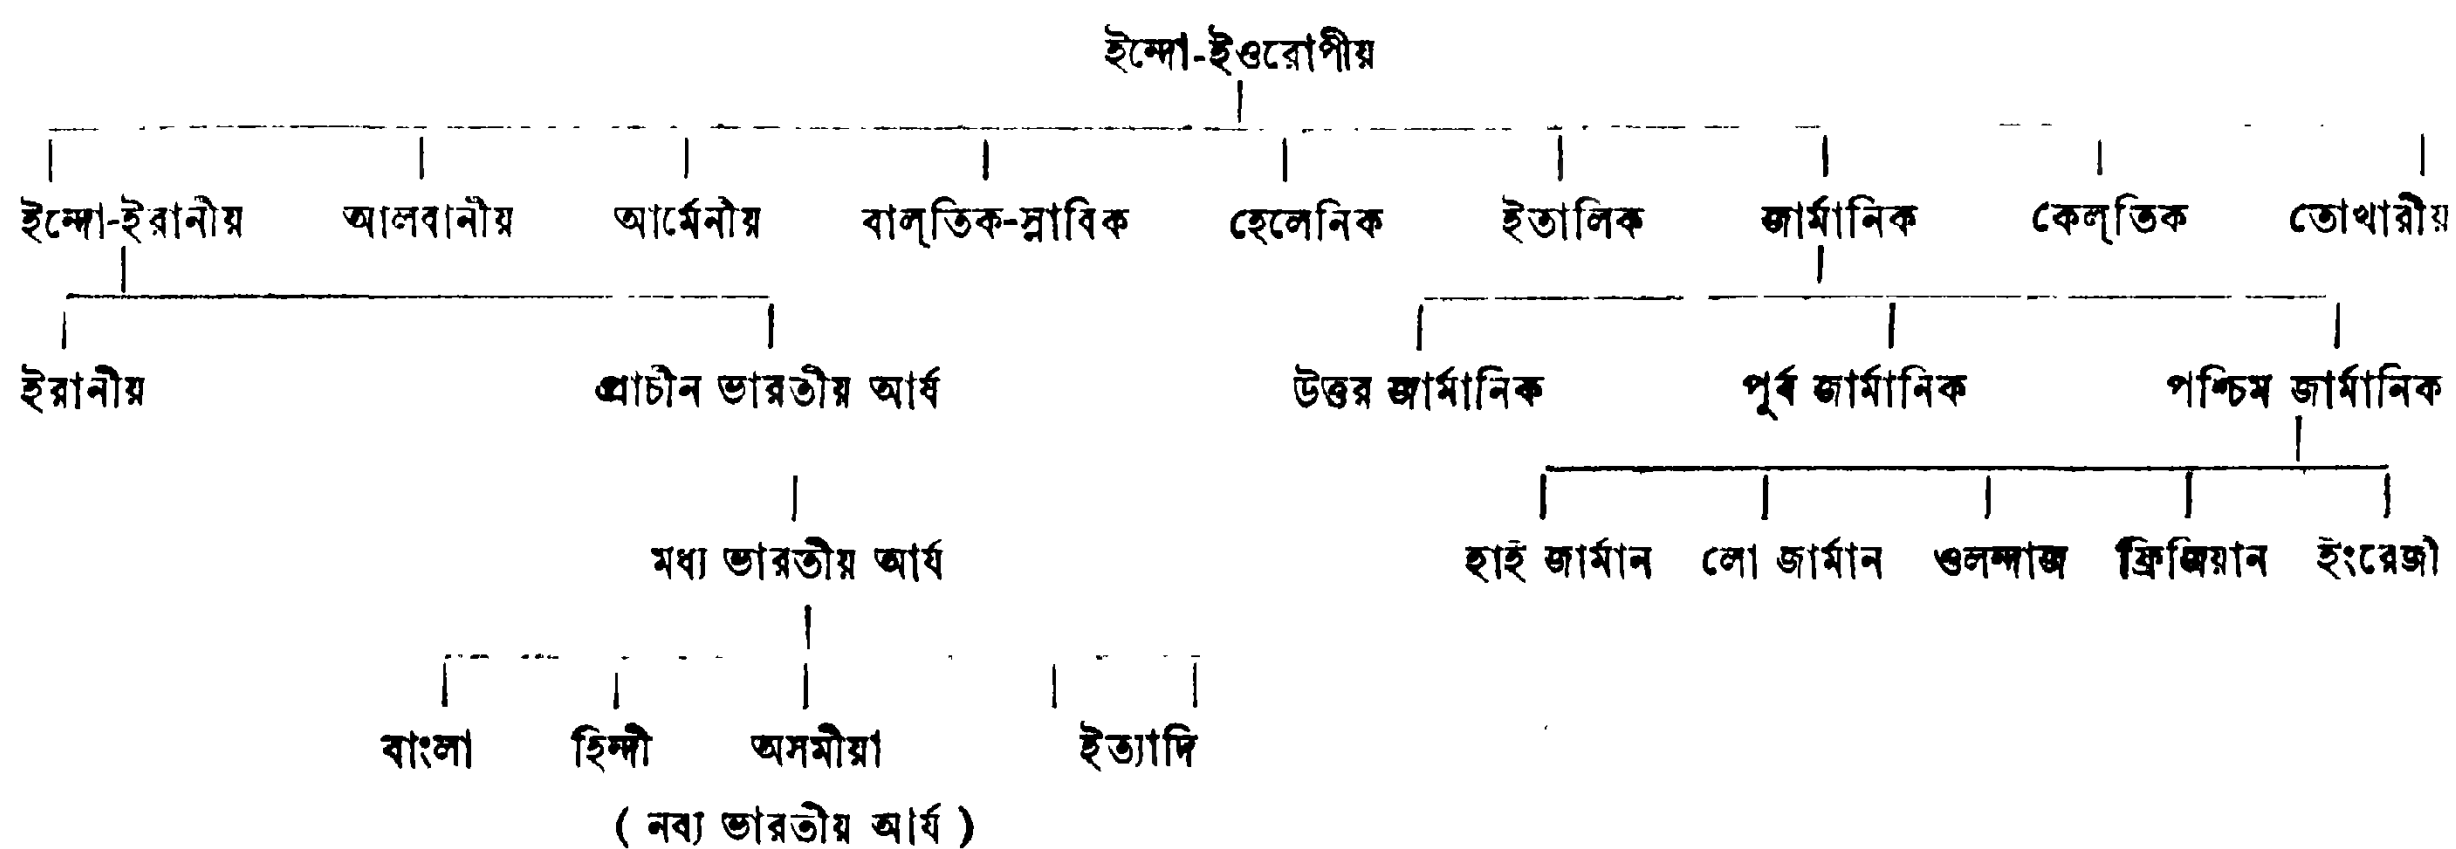 ইন্দো-ইওরোপীয়
ইন্দো-ইরানীয় আলবানীয় আর্মেনীয় বাল্‌তিক-স্লাবিক হেলেনিক ইতালিক জার্মানিক কেল্‌তিক তোখারীয়
ইরানীয় প্রাচীন ভারতীয় আর্য উত্তর জার্মানিক পূর্ব জার্মানিক পশ্চিম জার্মানিক
মধ্য ভারতীয় আর্য হাই জার্মান লো জার্মান ওলন্দাজ ফ্রিজিয়ান ইংরেজী
বাংলা হিন্দী অসমীয়া ইত্যাদি
( নব্য ভারতীয় আর্য )